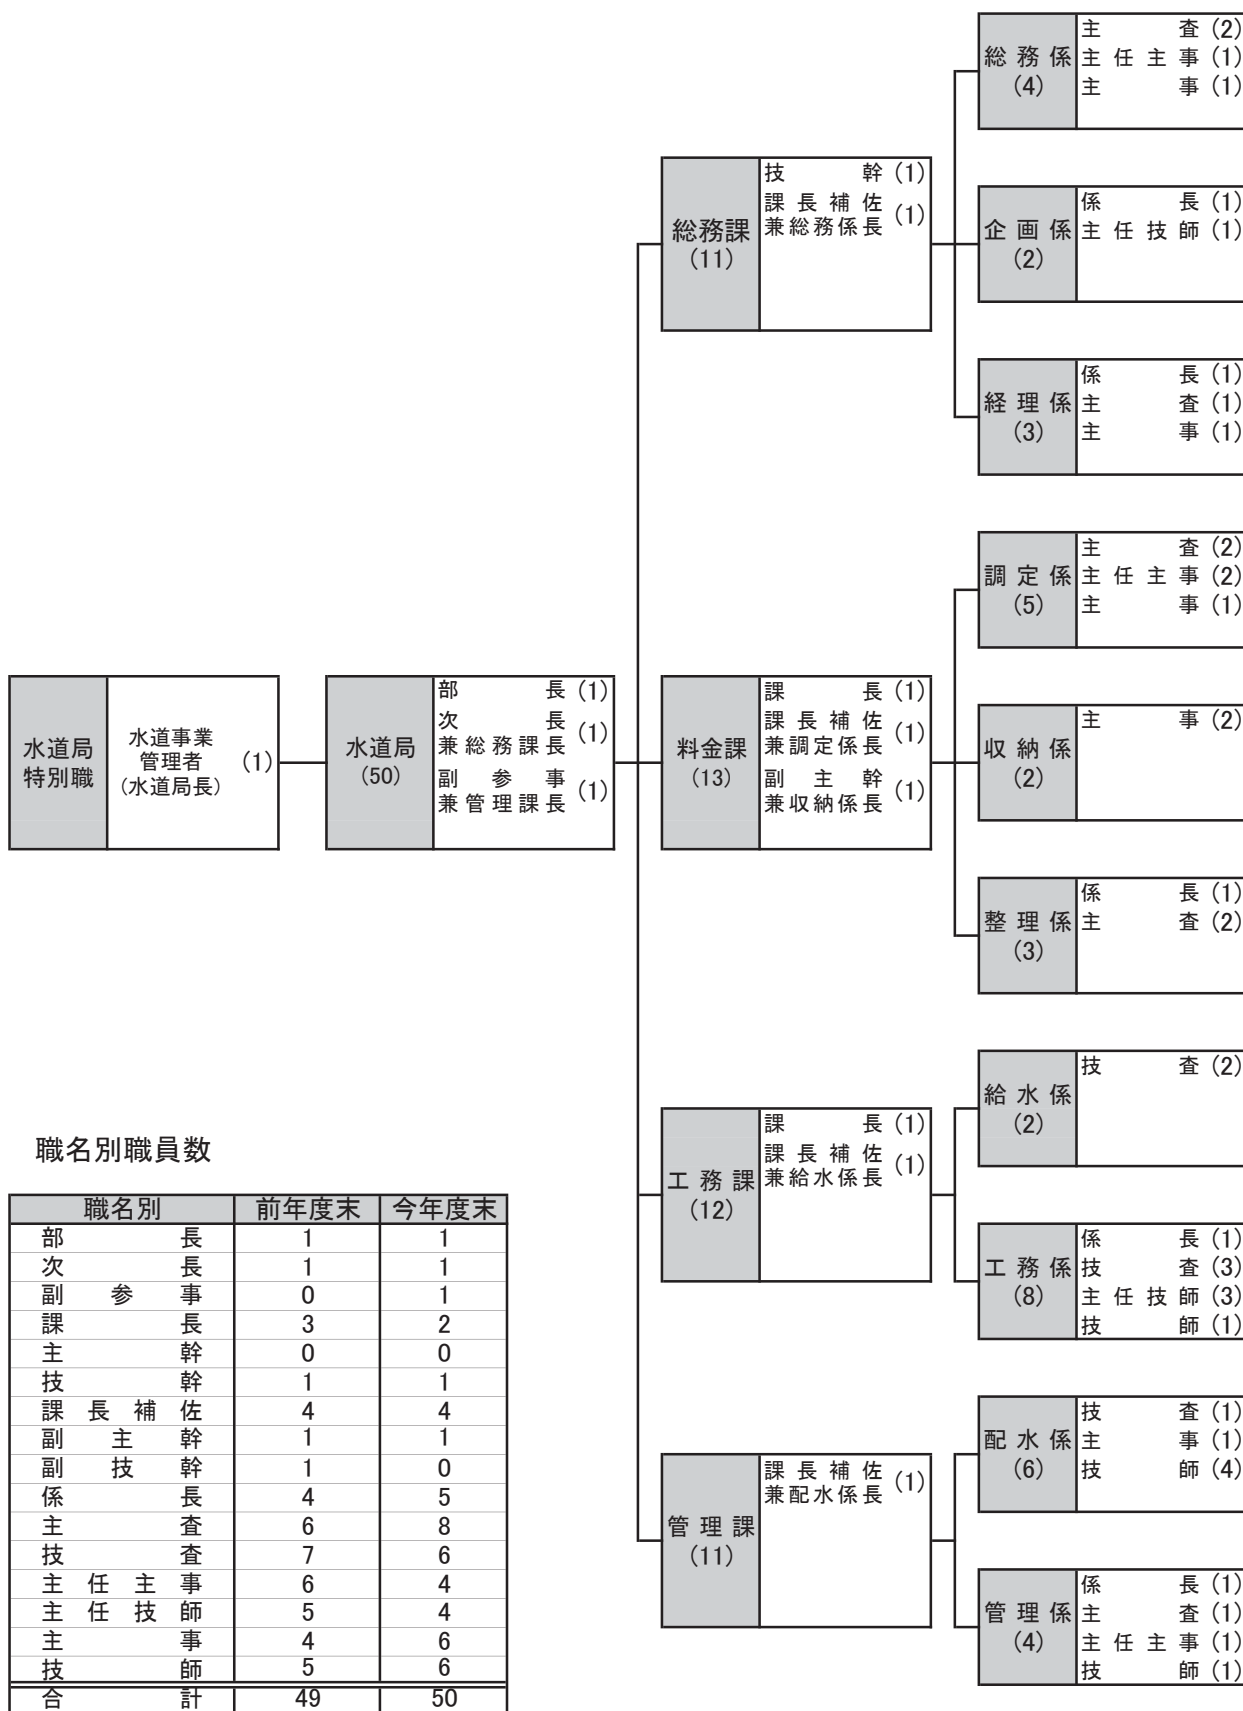 水道局
特別職
水道事業
管理者 (1)
(水道局長)
水道局
(50)
部長 (1)
次長
兼総務課長 (1)
副参事
兼管理課長 (1)
総務課
(11)
技幹 (1)
課長補佐
兼総務係長 (1)
総務係
(4)
主査 (2)
主任主事 (1)
主事 (1)
企画係
(2)
係長 (1)
主任技師 (1)
経理係
(3)
係長 (1)
主査 (1)
主事 (1)
料金課
(13)
課長 (1)
課長補佐
兼調定係長 (1)
副主幹
兼収納係長 (1)
調定係
(5)
主査 (2)
主任主事 (2)
主事 (1)
収納係
(2)
主事 (2)
整理係
(3)
係長 (1)
主査 (2)
工務課
(12)
課長 (1)
課長補佐
兼給水係長 (1)
給水係
(2)
技査 (2)
工務係
(8)
係長 (1)
技査 (3)
主任技師 (3)
技師 (1)
管理課
(11)
課長補佐
兼配水係長 (1)
配水係
(6)
技査 (1)
主事 (1)
技師 (4)
管理係
(4)
係長 (1)
主査 (1)
主任主事 (1)
技師 (1)
職名別職員数
職名別 前年度末 今年度末
部長 1 1
次長 1 1
副参事 0 1
課長 3 2
主幹 0 0
技幹 1 1
課長補佐 4 4
副主幹 1 1
副技幹 1 0
係長 4 5
主査 6 8
技査 7 6
主任主事 6 4
主任技師 5 4
主事 4 6
技師 5 6
合計 49 50